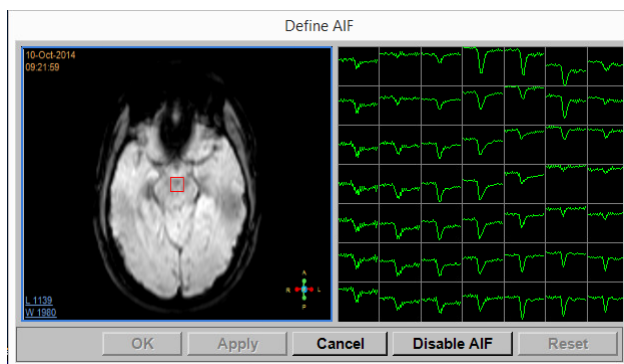 Define AIF
10-Oct-2014
09:21:59
A
R L
P
L 1139
W 1980
OK Apply Cancel Disable AIF Reset